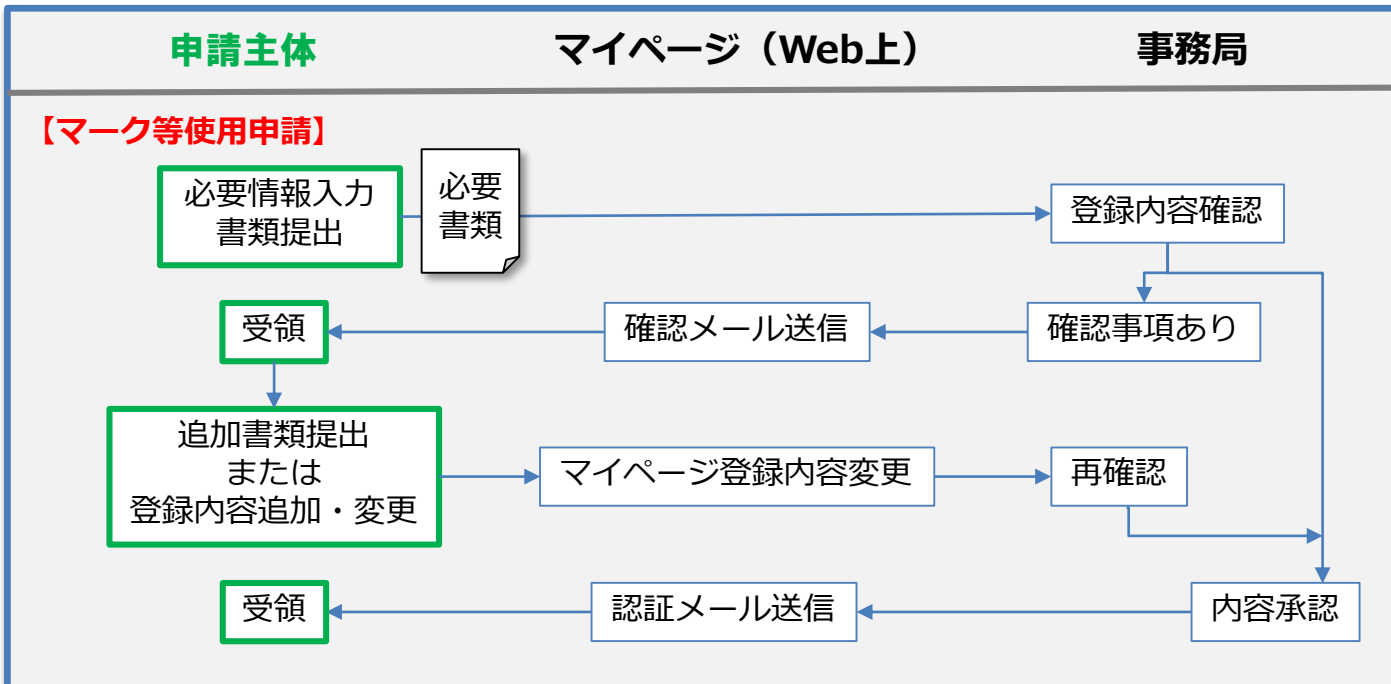 申請主体
マイページ（Web上）
事務局
【マーク等使用申請】
必要情報入力
書類提出
必要
書類
登録内容確認
受領
確認メール送信
確認事項あり
追加書類提出
または
登録内容追加・変更
マイページ登録内容変更
再確認
受領
認証メール送信
内容承認